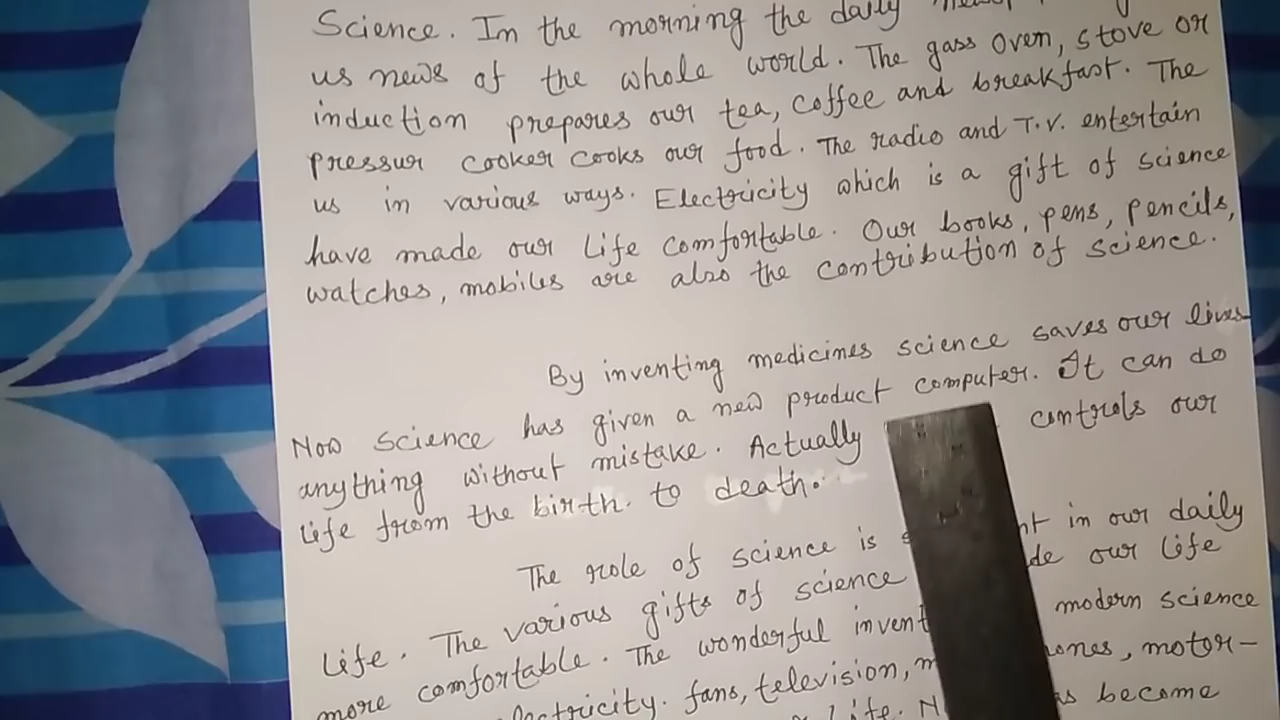 Science. In the morning the daily
us news of the whole world. The gass oven, stove or
induction prepares our tea, coffee and breakfast. The
pressur cooker cooks our food. The radio and T.V. entertain
us in various ways. Electricity which is a gift of science
have made our life comfortable. Our books, pens, pencils,
watches, mobiles are also the contribution of science.
By inventing medicines science saves our lives
Now science has given a new product computer. It can do
anything without mistake. Actually controls our
life from the birth to death.
The role of science is in our daily
life. The various gifts of science our life
more comfortable. The wonderful modern science
fans, television, motor-
become